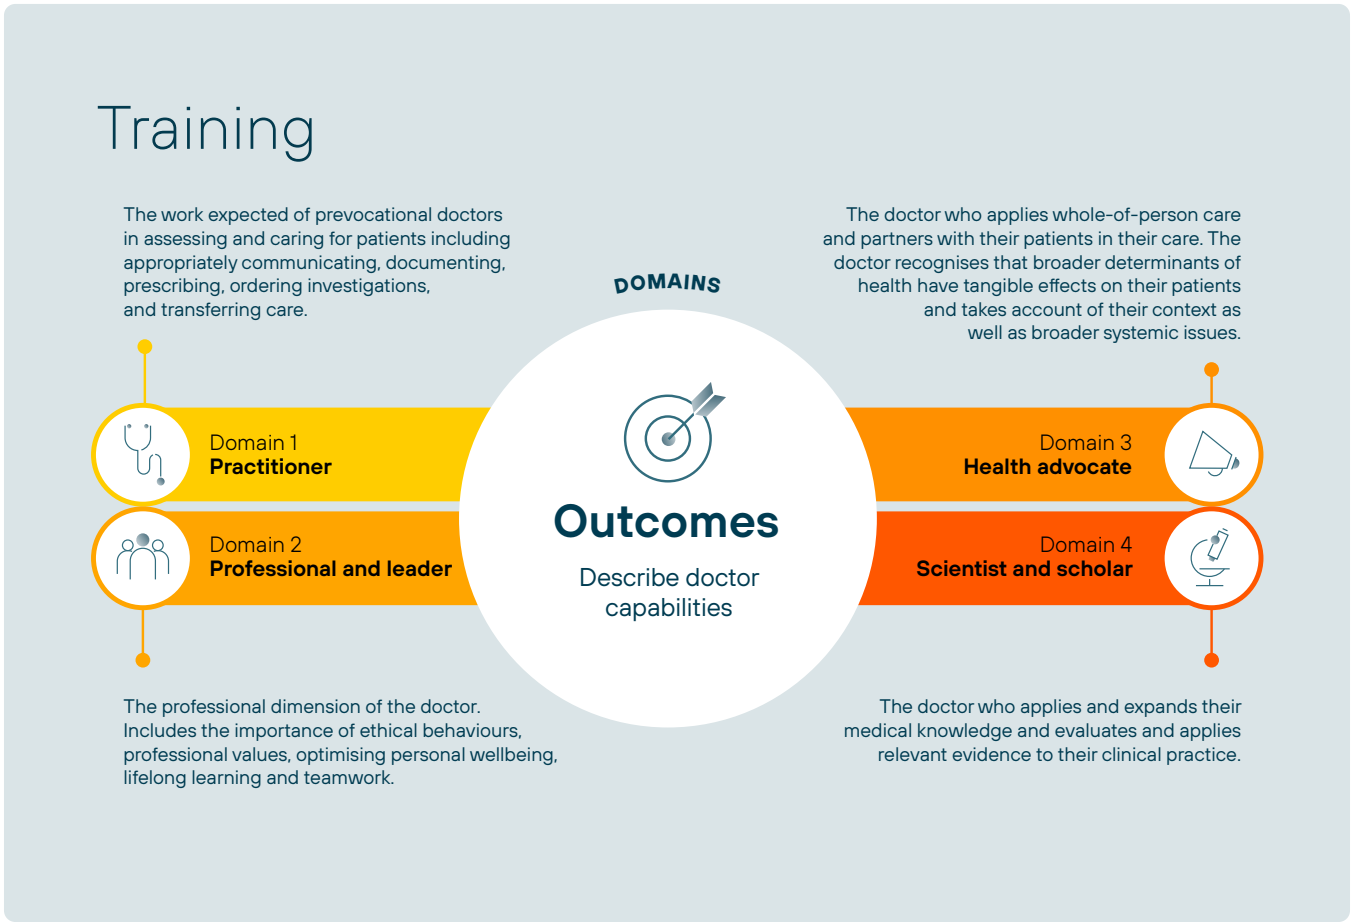 Training
The work expected of prevocational doctors
in assessing and caring for patients including
appropriately communicating, documenting,
prescribing, ordering investigations,
and transferring care.
Domain 1
Practitioner
Domain 2
Professional and leader
The professional dimension of the doctor.
Includes the importance of ethical behaviours,
professional values, optimising personal wellbeing,
lifelong learning and teamwork.
DOMAINS
Outcomes
Describe doctor
capabilities
The doctor who applies whole-of-person care
and partners with their patients in their care. The
doctor recognises that broader determinants of
health have tangible effects on their patients
and takes account of their context as
well as broader systemic issues.
Domain 3
Health advocate
Domain 4
Scientist and scholar
The doctor who applies and expands their
medical knowledge and evaluates and applies
relevant evidence to their clinical practice.